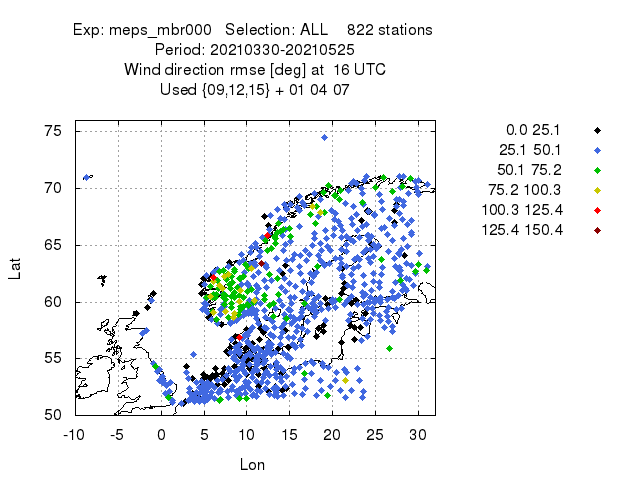 Exp: meps_mbr000   Selection: ALL    822 stations
Period: 20210330-20210525
Wind direction rmse [deg] at  16 UTC
Used {09,12,15} + 01 04 07
0.0 25.1
25.1 50.1
50.1 75.2
75.2 100.3
100.3 125.4
125.4 150.4
75
70
65
60
55
50
Lat
-10 -5 0 5 10 15 20 25 30
Lon